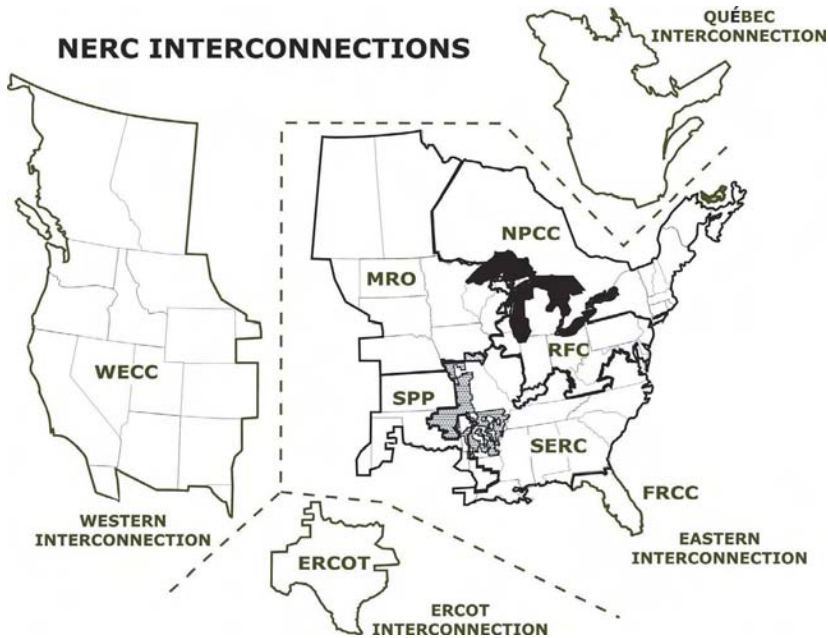 QUÉBEC
INTERCONNECTION
NERC INTERCONNECTIONS
NPCC
MRO
RFC
WECC
SPP
SERC
FRCC
WESTERN
INTERCONNECTION
EASTERN
INTERCONNECTION
ERCOT
ERCOT
INTERCONNECTION